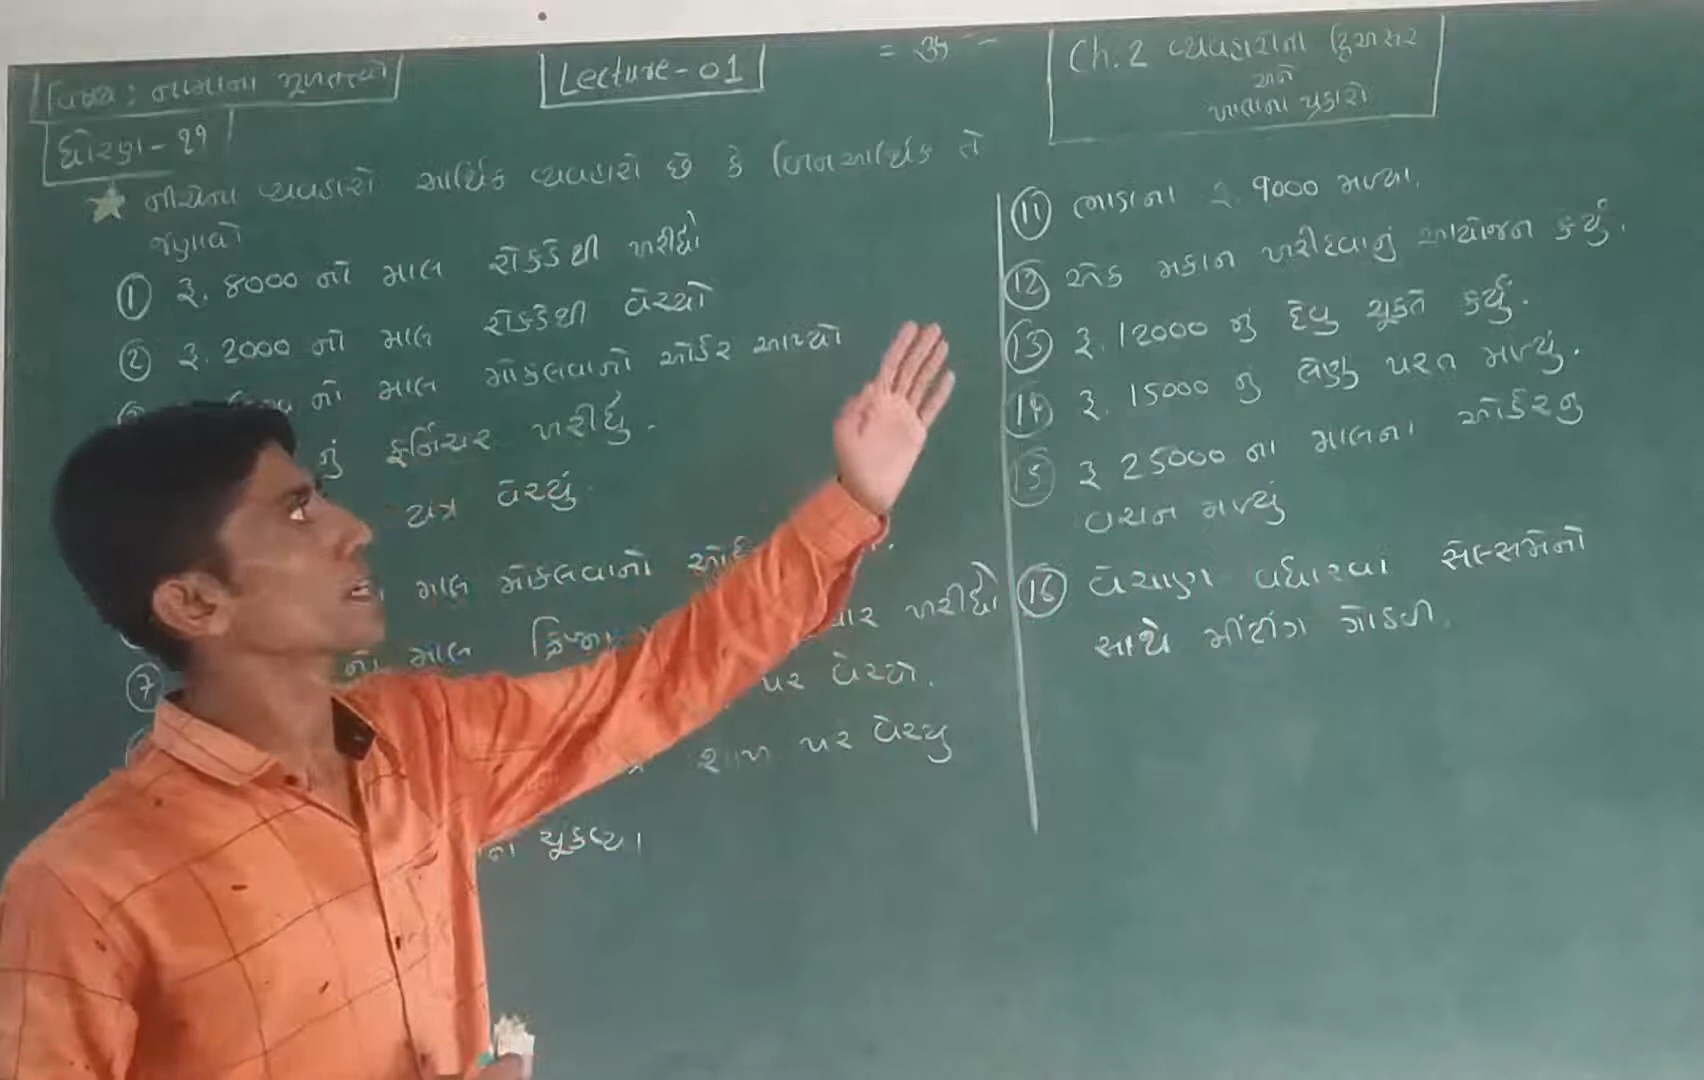 વિષય : નામાના મૂળતત્વો
Lecture-01
= ૐ -
Ch. 2 વ્યવહારોની દ્વિઅસર
અને
ખાતાના પ્રકારો
ધોરણ - ૧૧
નીચેના વ્યવહારો આર્થિક વ્યવહારો છે કે બિનઆર્થિક તે
જણાવો
① રૂ. ૪૦૦૦ નો માલ રોકડેથી ખરીદ્યો
② રૂ. 2000 નો માલ રોકડેથી વેચ્યો
નો માલ મોકલવાનો ઓર્ડર આપ્યો
નું ફર્નિચર ખરીદ્યુ.
યંત્ર વેચ્યું.
માલ મોકલવાનો
⑦ નો માલ ખરીદ્યો
પર વેચ્યો.
શાખ પર વેચ્યુ
ના ચૂકવ્યા
⑪ ભાડાના રૂ. 9000 મળ્યા.
⑫ એક મકાન ખરીદવાનું આયોજન કર્યું.
⑬ રૂ. 12000 નું દેવુ ચૂકતે કર્યું.
⑭ રૂ. 15000 નું લેણુ પરત મળ્યું.
⑮ રૂ 25000 ના માલના ઓર્ડરનુ
વચન મળ્યું
⑯ વેચાણ વધારવા સેલ્સમેનો
સાથે મીંટીંગ ગોઠવી.